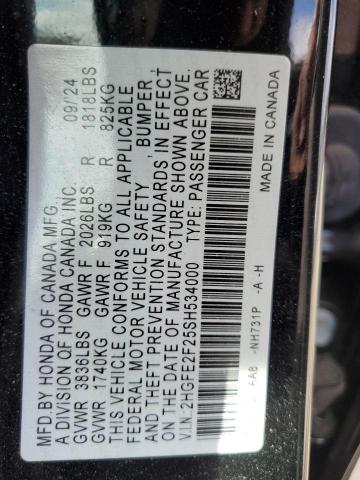 MFD.BY HONDA OF CANADA MFG. 09/24
A DIVISION OF HONDA CANADA INC.
GVWR 3836LBS GAWR F 2026LBS R 1818LBS
GVWR 1740KG GAWR F 919KG R 825KG
THIS VEHICLE CONFORMS TO ALL APPLICABLE
FEDERAL MOTOR VEHICLE SAFETY, BUMPER,
AND THEFT PREVENTION STANDARDS IN EFFECT
ON THE DATE OF MANUFACTURE SHOWN ABOVE.
V.I.N.:2HGFE2F25SH534000 TYPE: PASSENGER CAR
NH731P -A -H MADE IN CANADA